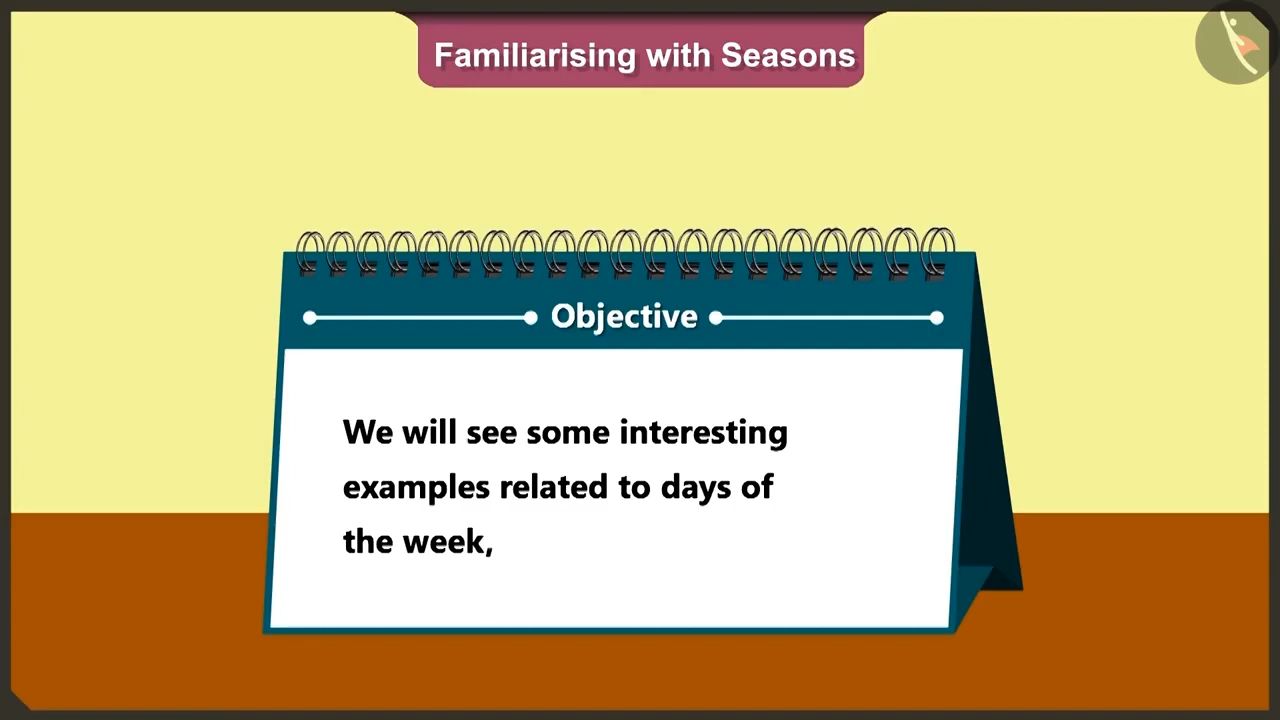 Familiarising with Seasons
Objective
We will see some interesting
examples related to days of
the week,